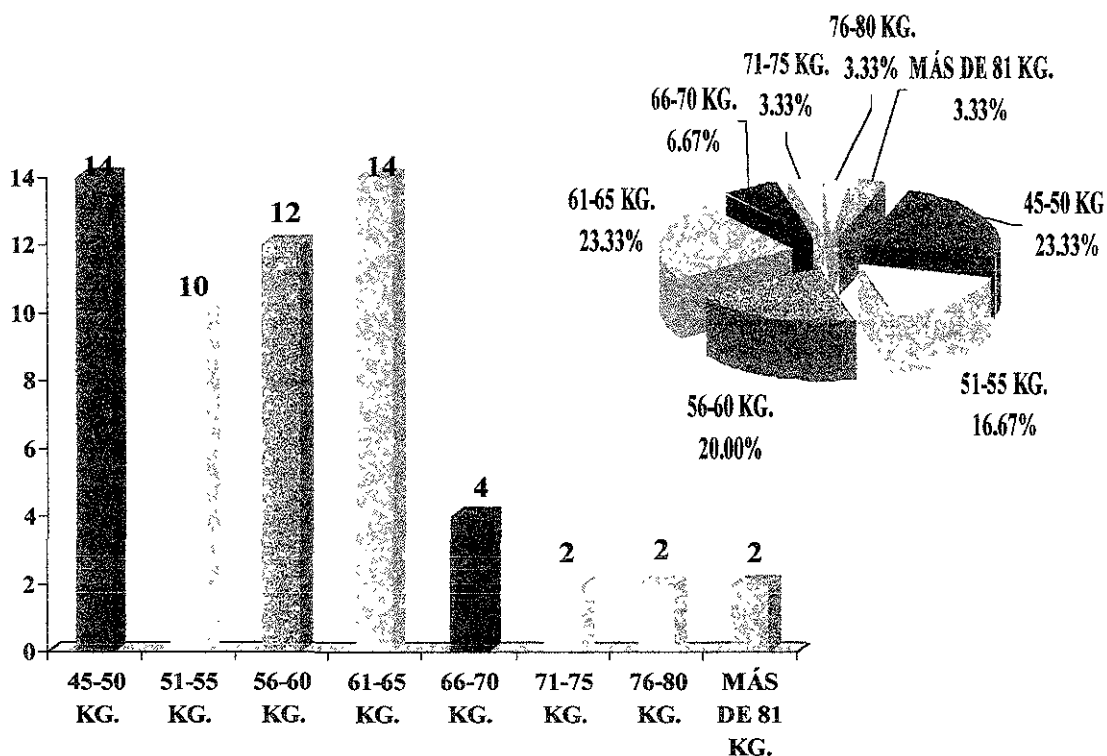 76-80 KG.
3.33%
71-75 KG.
3.33%
MÁS DE 81 KG.
3.33%
66-70 KG.
6.67%
61-65 KG.
23.33%
45-50 KG
23.33%
56-60 KG.
20.00%
51-55 KG.
16.67%
14
12
10
8
6
4
2
0
14
10
12
14
4
2
2
2
45-50
KG.
51-55
KG.
56-60
KG.
61-65
KG.
66-70
KG.
71-75
KG.
76-80
KG.
MÁS
DE 81
KG.